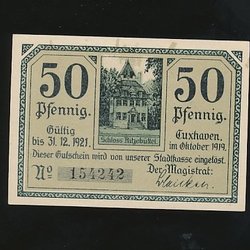 50 50
Pfennig. Pfennig.
Gültig
bis 31. 12. 1921
Schloss Ritzebüttel.
Cuxhaven,
im Oktober 1919.
Dieser Gutschein wird von unserer Stadtkasse eingelöst.
Der Magistrat:
No 154242